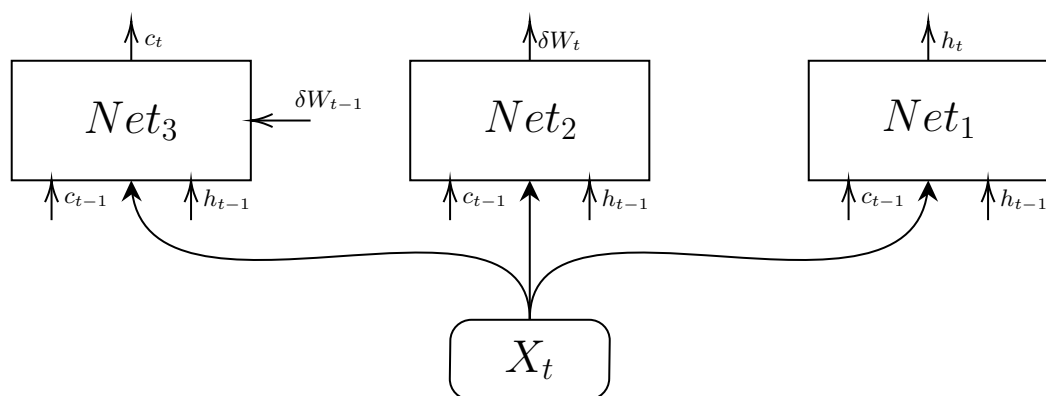 c_t δW_t h_t
Net_3 δW_{t-1} Net_2 Net_1
c_{t-1} h_{t-1} c_{t-1} h_{t-1} c_{t-1} h_{t-1}
X_t